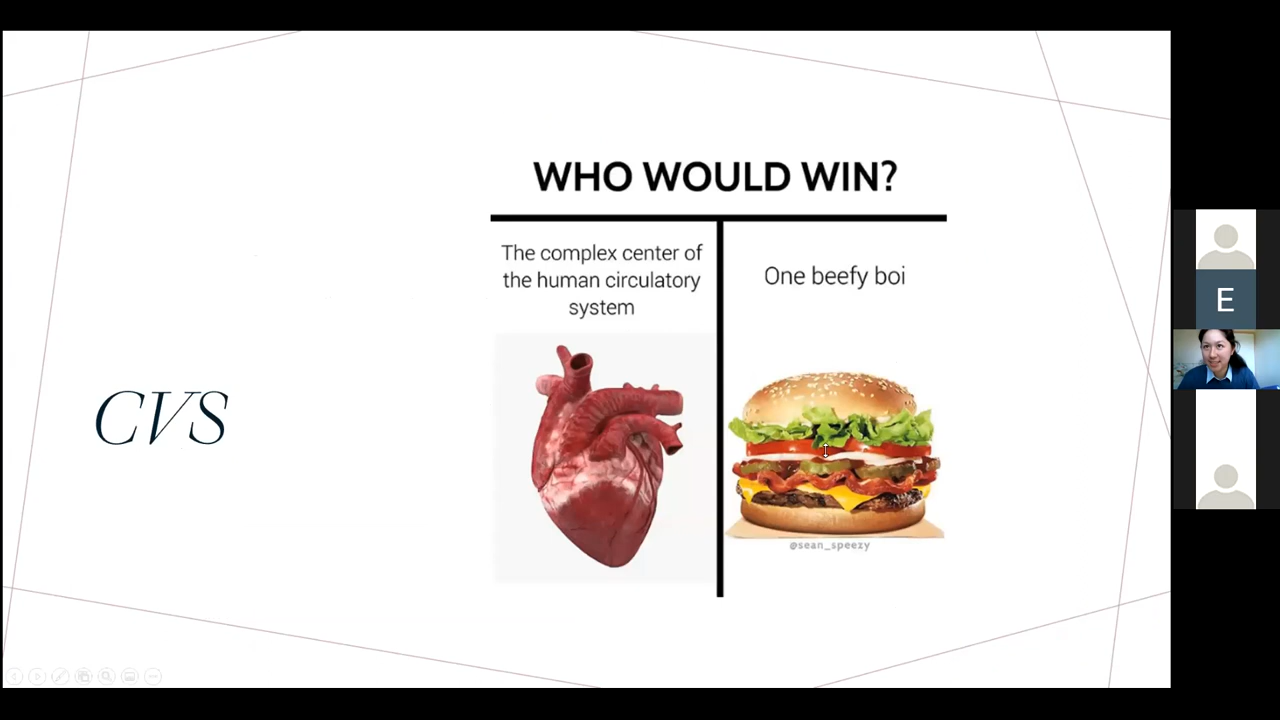 WHO WOULD WIN?
The complex center of
the human circulatory
system
One beefy boi
CVS
@sean_speezy
E